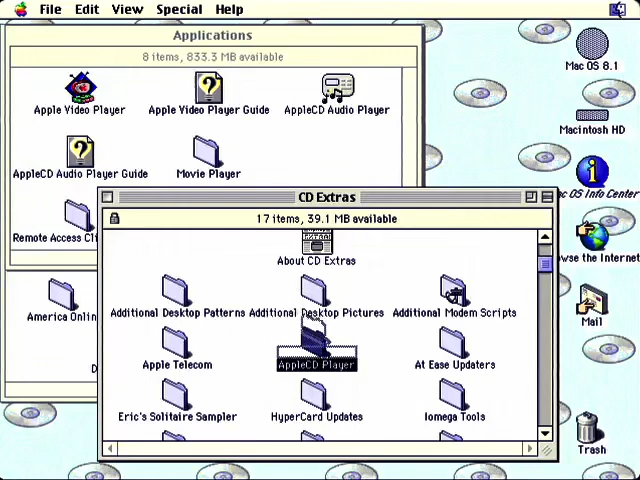 File Edit View Special Help
Applications
8 items, 833.3 MB available
Apple Video Player
Apple Video Player Guide
AppleCD Audio Player
AppleCD Audio Player Guide
Movie Player
Remote Access Cli
America Onlin
D
CD Extras
17 items, 39.1 MB available
About CD Extras
Additional Desktop Patterns
Additional Desktop Pictures
Additional Modem Scripts
Apple Telecom
AppleCD Player
At Ease Updaters
Eric's Solitaire Sampler
HyperCard Updates
Iomega Tools
Mac OS 8.1
Macintosh HD
ac OS Info Center
wse the Internet
Mail
Trash